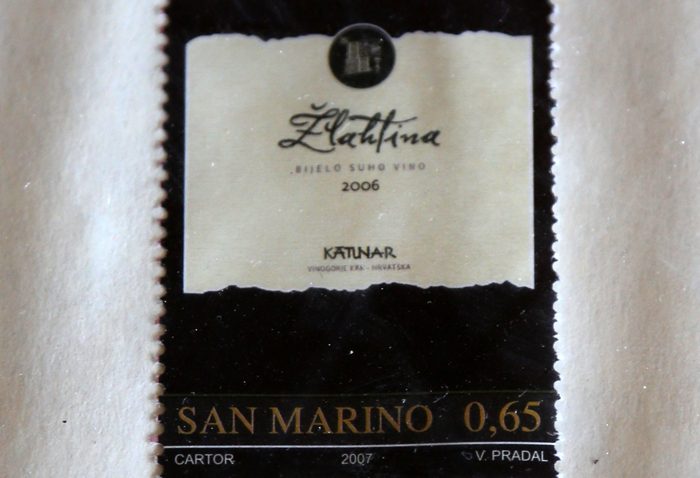 Žlahtina
BIJELO SUHO VINO
2006
KATUNAR
VINOGORJE KRK - HRVATSKA
SAN MARINO 0,65
CARTOR 2007 V. PRADAL